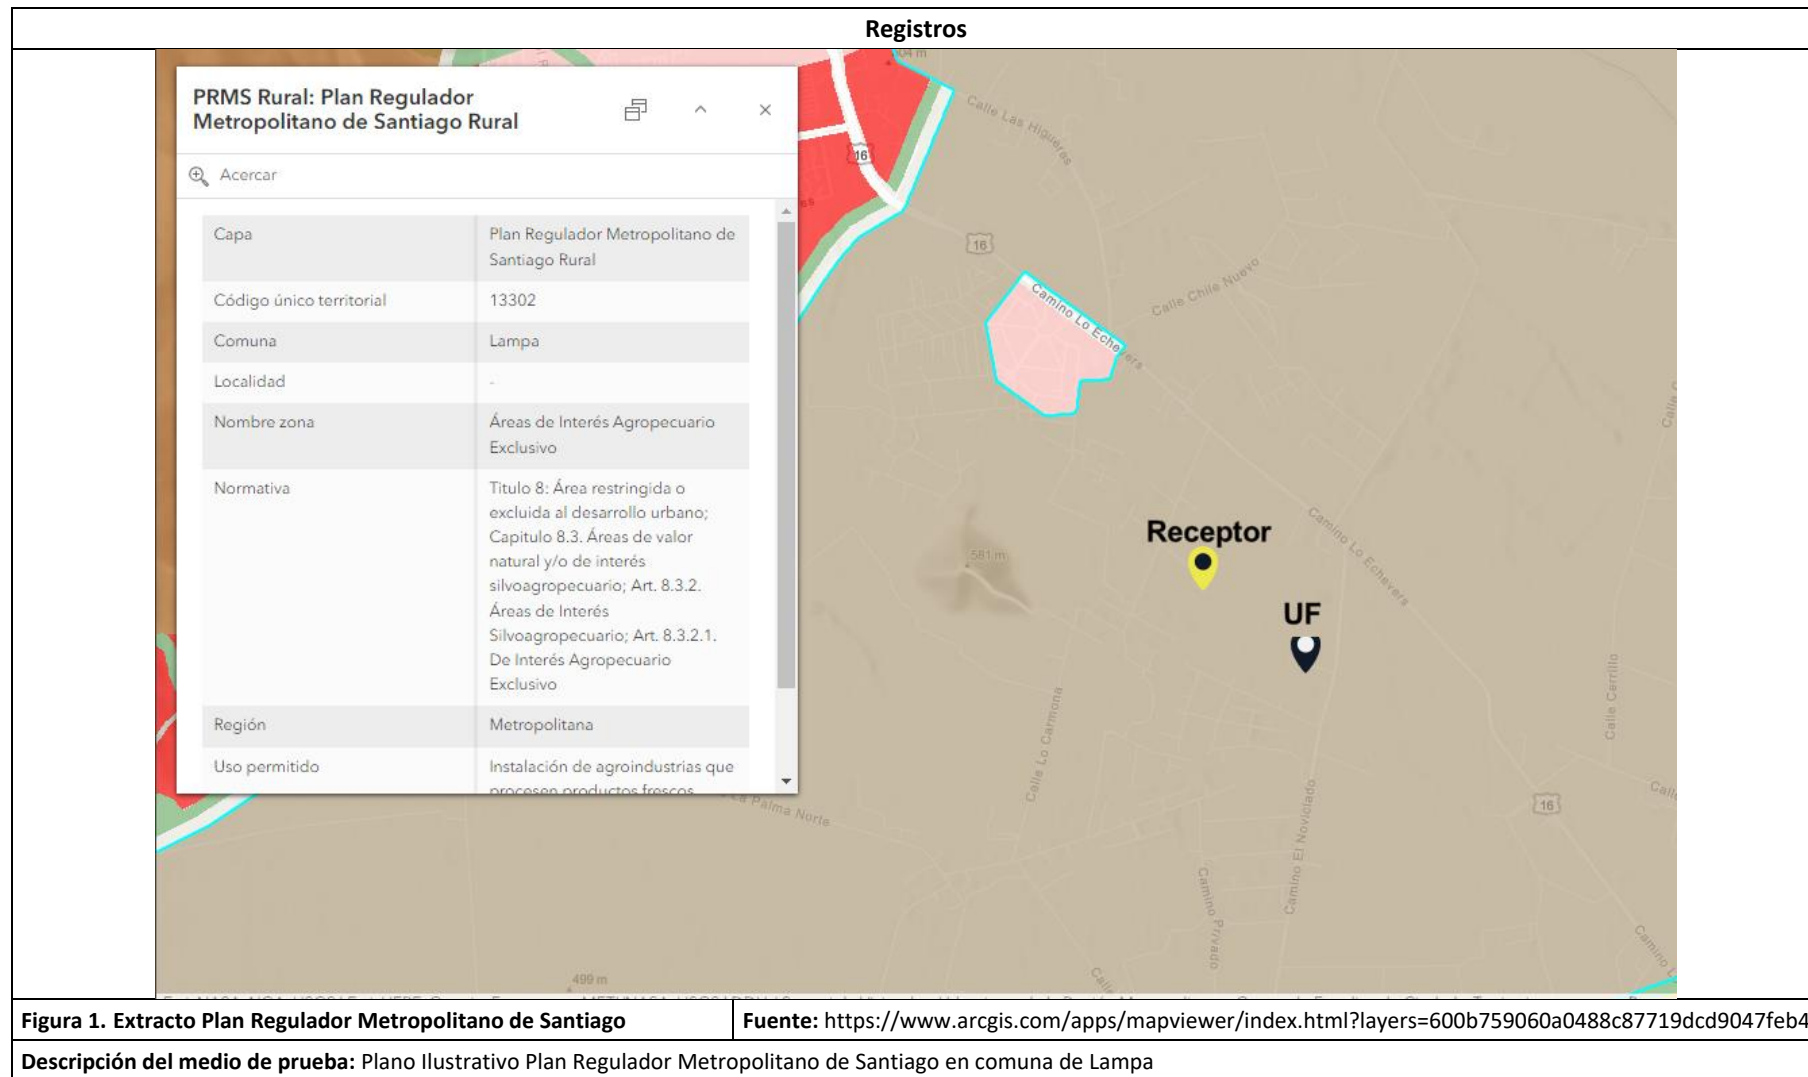 Registros
PRMS Rural: Plan Regulador
Metropolitano de Santiago Rural
Acercar
Capa
Plan Regulador Metropolitano de
Santiago Rural
Código único territorial
13302
Comuna
Lampa
Localidad
-
Nombre zona
Áreas de Interés Agropecuario
Exclusivo
Normativa
Titulo 8: Área restringida o
excluida al desarrollo urbano;
Capitulo 8.3. Áreas de valor
natural y/o de interés
silvoagropecuario; Art. 8.3.2.
Áreas de Interés
Silvoagropecuario; Art. 8.3.2.1.
De Interés Agropecuario
Exclusivo
Región
Metropolitana
Uso permitido
Instalación de agroindustrias que
procesen productos frescos
04 m
16
Calle Las Higueras
16
Calle Chile Nuevo
Camino Lo Echevers
581 m
Receptor
Camino Lo Echevers
UF
Calle Lo Carmona
Calle Cerrillo
Camino El Noviciado
16
La Palma Norte
Camino Privado
499 m
Figura 1. Extracto Plan Regulador Metropolitano de Santiago
Fuente: https://www.arcgis.com/apps/mapviewer/index.html?layers=600b759060a0488c87719dcd9047feb4
Descripción del medio de prueba: Plano Ilustrativo Plan Regulador Metropolitano de Santiago en comuna de Lampa